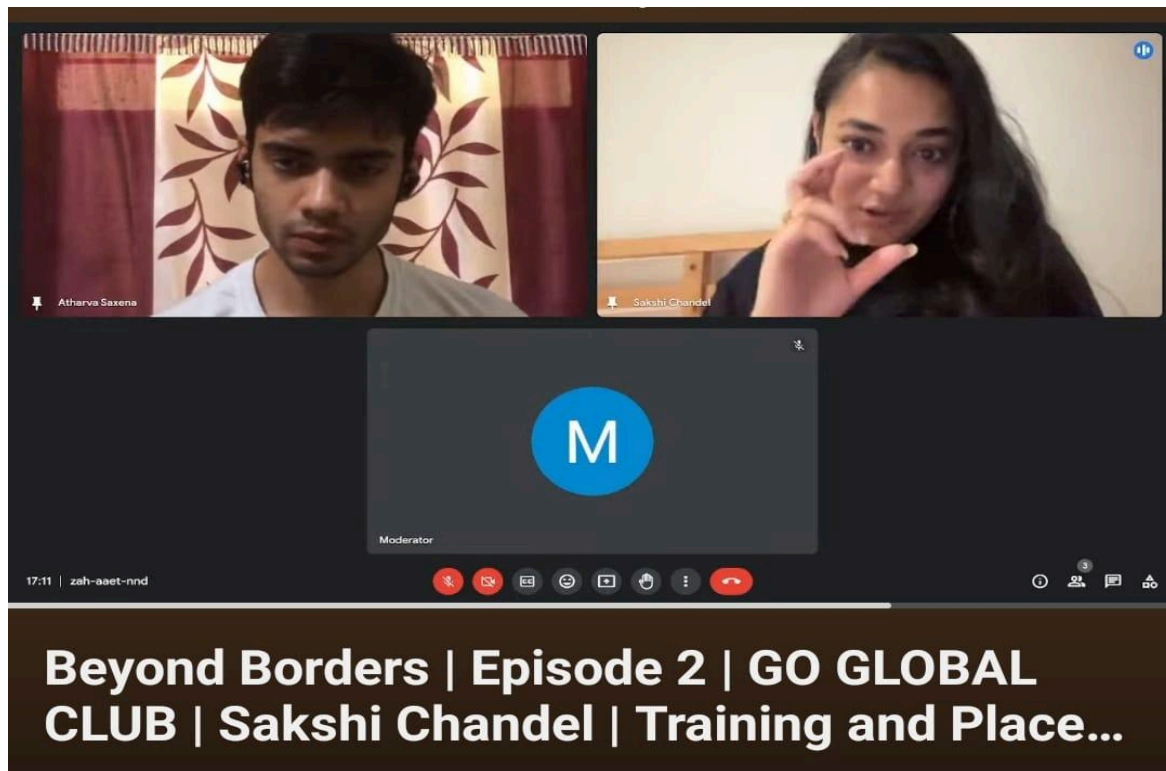 Atharva Saxena
Sakshi Chandel
M
Moderator
17:11 | zah-aaet-nnd
3
Beyond Borders | Episode 2 | GO GLOBAL
CLUB | Sakshi Chandel | Training and Place...